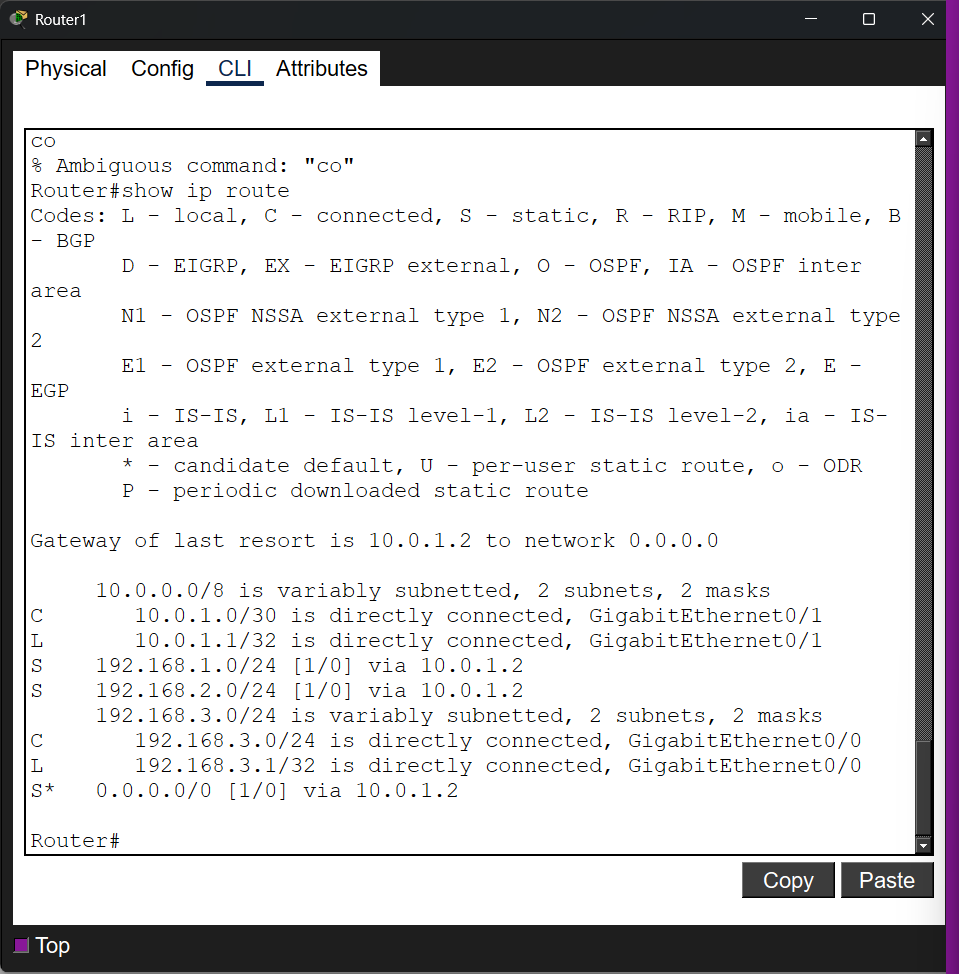 Router1
Physical Config CLI Attributes
co
% Ambiguous command: "co"
Router#show ip route
Codes: L - local, C - connected, S - static, R - RIP, M - mobile, B
- BGP
D - EIGRP, EX - EIGRP external, O - OSPF, IA - OSPF inter
area
N1 - OSPF NSSA external type 1, N2 - OSPF NSSA external type
2
E1 - OSPF external type 1, E2 - OSPF external type 2, E -
EGP
i - IS-IS, L1 - IS-IS level-1, L2 - IS-IS level-2, ia - IS-
IS inter area
* - candidate default, U - per-user static route, o - ODR
P - periodic downloaded static route
Gateway of last resort is 10.0.1.2 to network 0.0.0.0
10.0.0.0/8 is variably subnetted, 2 subnets, 2 masks
C 10.0.1.0/30 is directly connected, GigabitEthernet0/1
L 10.0.1.1/32 is directly connected, GigabitEthernet0/1
S 192.168.1.0/24 [1/0] via 10.0.1.2
S 192.168.2.0/24 [1/0] via 10.0.1.2
192.168.3.0/24 is variably subnetted, 2 subnets, 2 masks
C 192.168.3.0/24 is directly connected, GigabitEthernet0/0
L 192.168.3.1/32 is directly connected, GigabitEthernet0/0
S* 0.0.0.0/0 [1/0] via 10.0.1.2
Router#
Copy Paste
Top